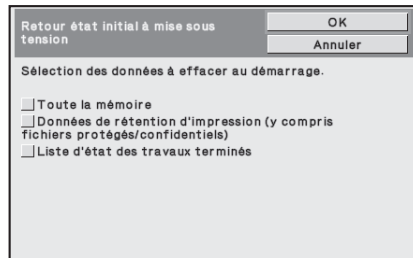 Retour état initial à mise sous
tension
OK
Annuler
Sélection des données à effacer au démarrage.
Toute la mémoire
Données de rétention d'impression (y compris
fichiers protégés/confidentiels)
Liste d'état des travaux terminés